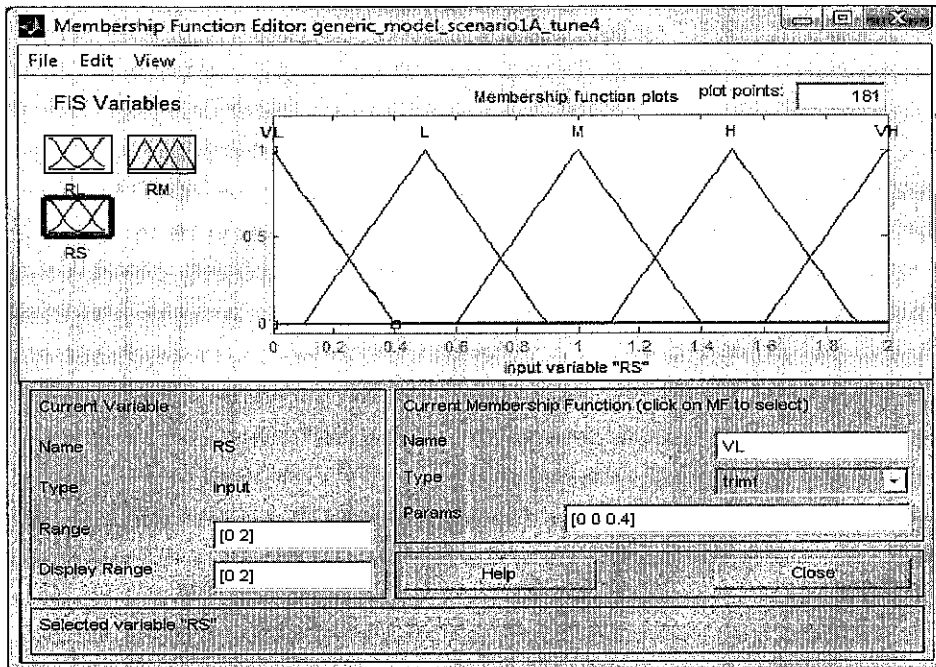 Membership Function Editor: generic_model_scenario1A_tune4
File Edit View
FIS Variables
Membership function plots plot points: 181
RL RM
RS
VL L M H VH
1
0.5
0
0 0.2 0.4 0.6 0.8 1 1.2 1.4 1.6 1.8 2
input variable "RS"
Current Variable
Name RS
Type input
Range [0 2]
Display Range [0 2]
Current Membership Function (click on MF to select)
Name VL
Type trimf
Params [0 0 0.4]
Help Close
Selected variable "RS"